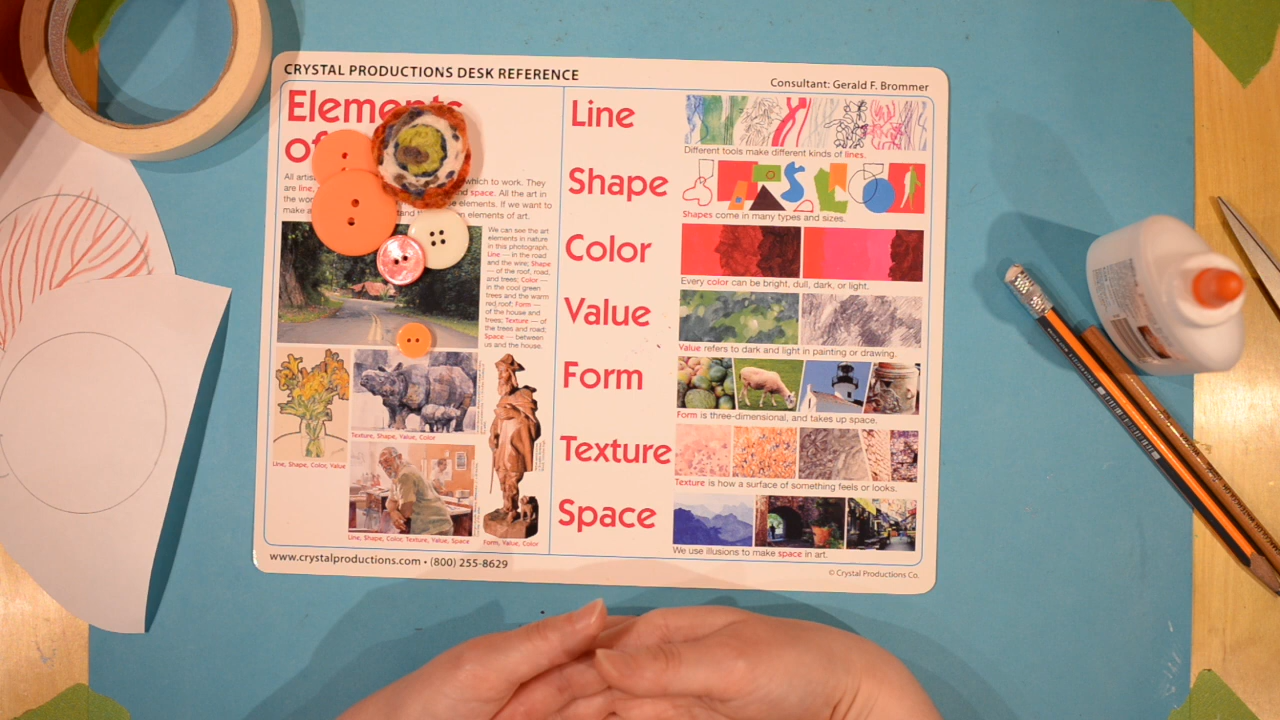 CRYSTAL PRODUCTIONS DESK REFERENCE
Consultant: Gerald F. Brommer
Elements
of
All artis
which to work. They
are line,
nd space. All the art in
the wor
se elements. If we want to
make a
tand th
en elements of art.
We can see the art
elements in nature
in this photograph.
Line — in the road
and the wire; Shape
— of the roof, road,
and trees; Color —
in the cool green
trees and the warm
red roof; Form —
of the house and
trees; Texture — of
the trees and road;
Space — between
us and the house.
Line, Shape, Color, Value
Texture, Shape, Value, Color
Line, Shape, Color, Texture, Value, Space
Form, Value, Color
Line
Different tools make different kinds of lines.
Shape
Shapes come in many types and sizes.
Color
Every color can be bright, dull, dark, or light.
Value
Value refers to dark and light in painting or drawing.
Form
Form is three-dimensional, and takes up space.
Texture
Texture is how a surface of something feels or looks.
Space
We use illusions to make space in art.
www.crystalproductions.com • (800) 255-8629
© Crystal Productions Co.